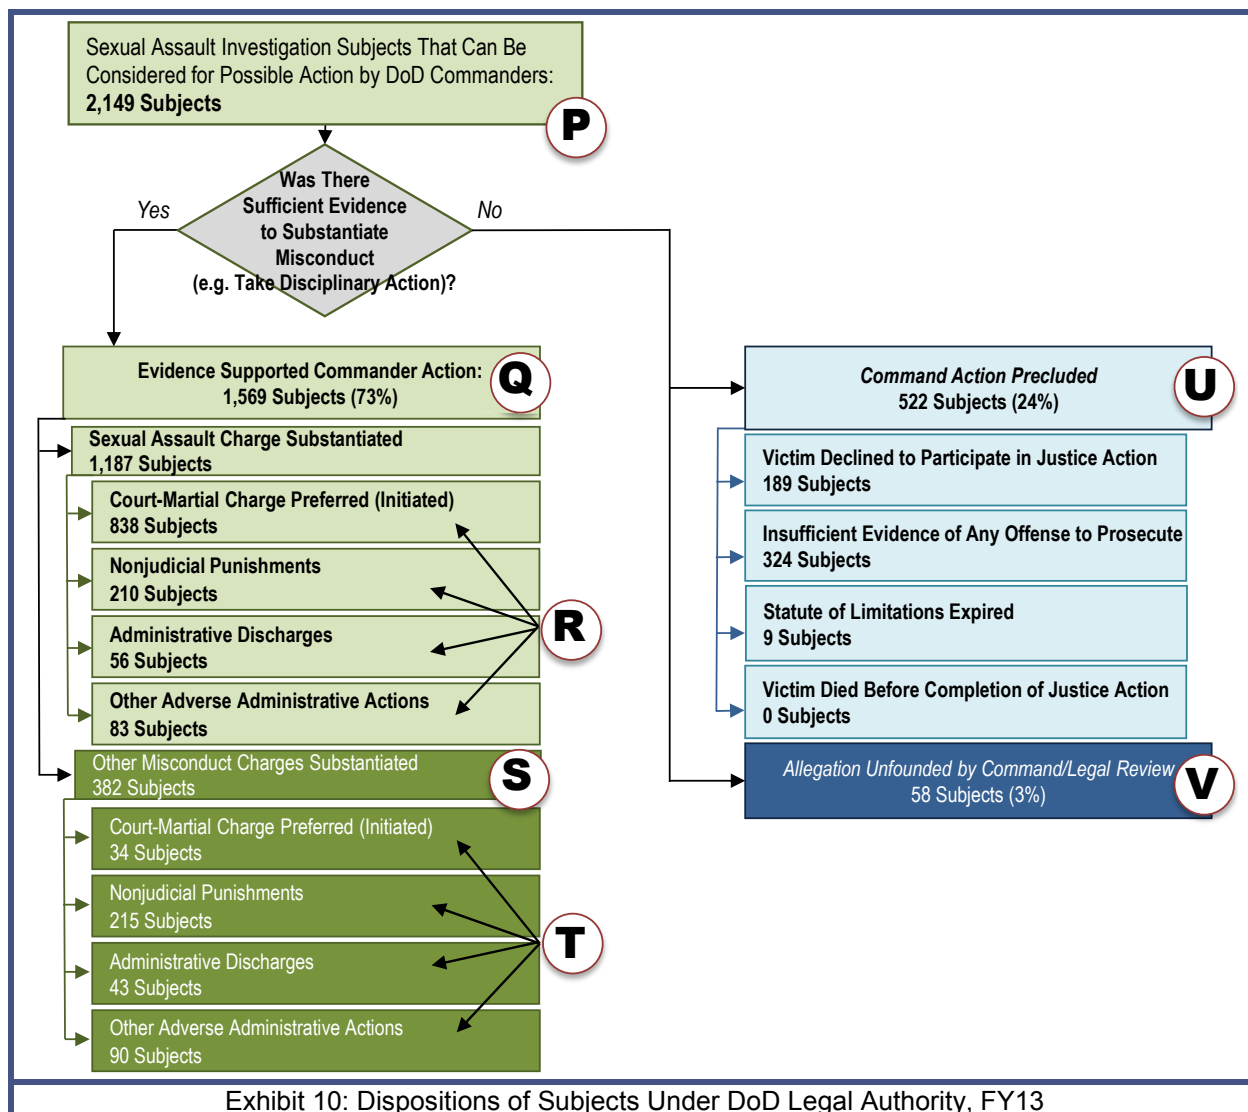 Sexual Assault Investigation Subjects That Can Be
Considered for Possible Action by DoD Commanders:
2,149 Subjects
P
Was There
Sufficient Evidence
to Substantiate
Misconduct
(e.g. Take Disciplinary Action)?
Yes
No
Evidence Supported Commander Action:
1,569 Subjects (73%)
Q
Sexual Assault Charge Substantiated
1,187 Subjects
Court-Martial Charge Preferred (Initiated)
838 Subjects
Nonjudicial Punishments
210 Subjects
Administrative Discharges
56 Subjects
Other Adverse Administrative Actions
83 Subjects
R
Other Misconduct Charges Substantiated
382 Subjects
S
Court-Martial Charge Preferred (Initiated)
34 Subjects
Nonjudicial Punishments
215 Subjects
Administrative Discharges
43 Subjects
Other Adverse Administrative Actions
90 Subjects
T
Command Action Precluded
522 Subjects (24%)
U
Victim Declined to Participate in Justice Action
189 Subjects
Insufficient Evidence of Any Offense to Prosecute
324 Subjects
Statute of Limitations Expired
9 Subjects
Victim Died Before Completion of Justice Action
0 Subjects
Allegation Unfounded by Command/Legal Review
58 Subjects (3%)
V
Exhibit 10: Dispositions of Subjects Under DoD Legal Authority, FY13